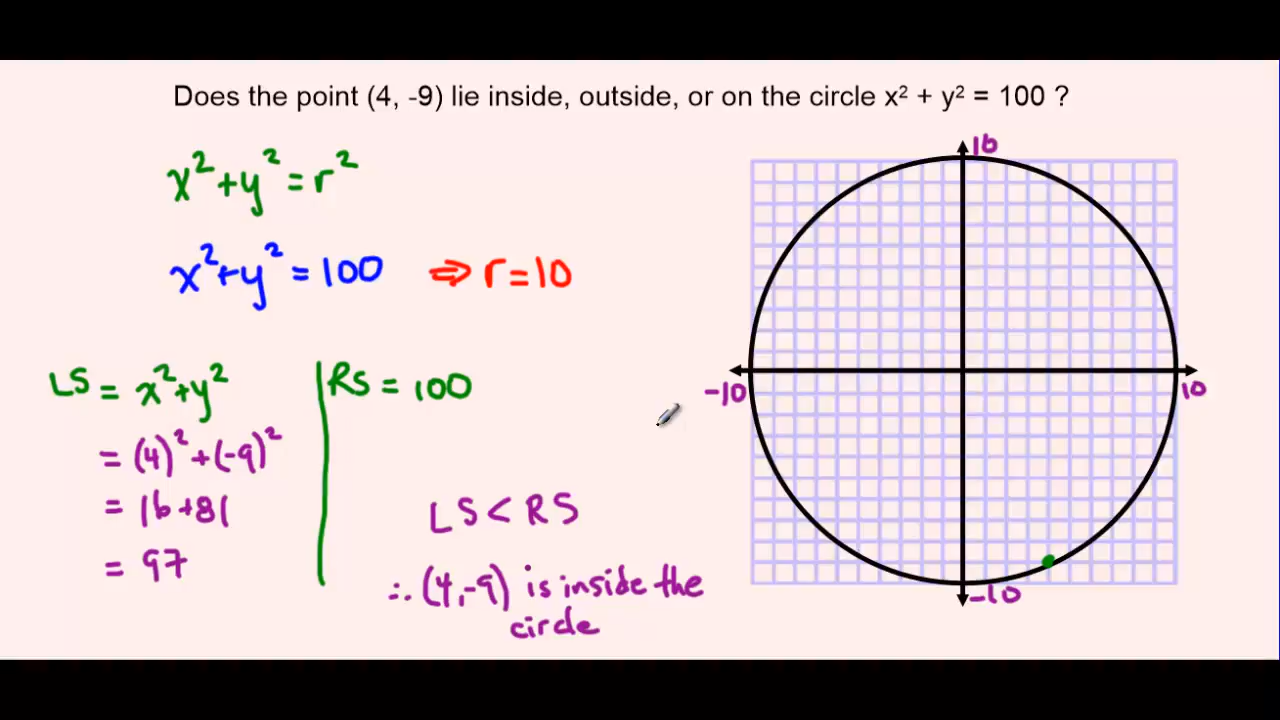 Does the point (4, -9) lie inside, outside, or on the circle x² + y² = 100 ?
x² + y² = r²
x² + y² = 100 ⇒ r = 10
LS = x² + y²
= (4)² + (-9)²
= 16 + 81
= 97
RS = 100
LS < RS
∴ (4, -9) is inside the
circle
10
-10
10
-10